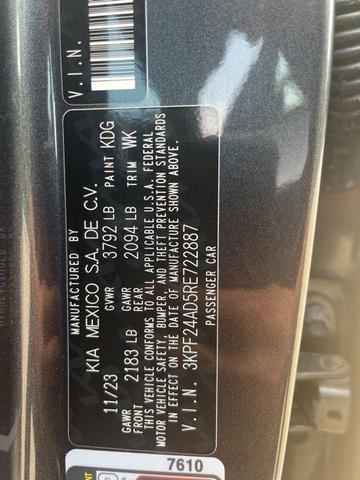 V.I.N.
MANUFACTURED BY
KIA MEXICO S.A. DE C.V.
11/23 GVWR 3792 LB PAINT KDG
GAWR FRONT 2183 LB GAWR REAR 2094 LB TRIM WK
THIS VEHICLE CONFORMS TO ALL APPLICABLE U.S.A. FEDERAL
MOTOR VEHICLE SAFETY, BUMPER, AND THEFT PREVENTION STANDARDS
IN EFFECT ON THE DATE OF MANUFACTURE SHOWN ABOVE.
V.I.N. 3KPF24AD5RE722887
PASSENGER CAR
7610